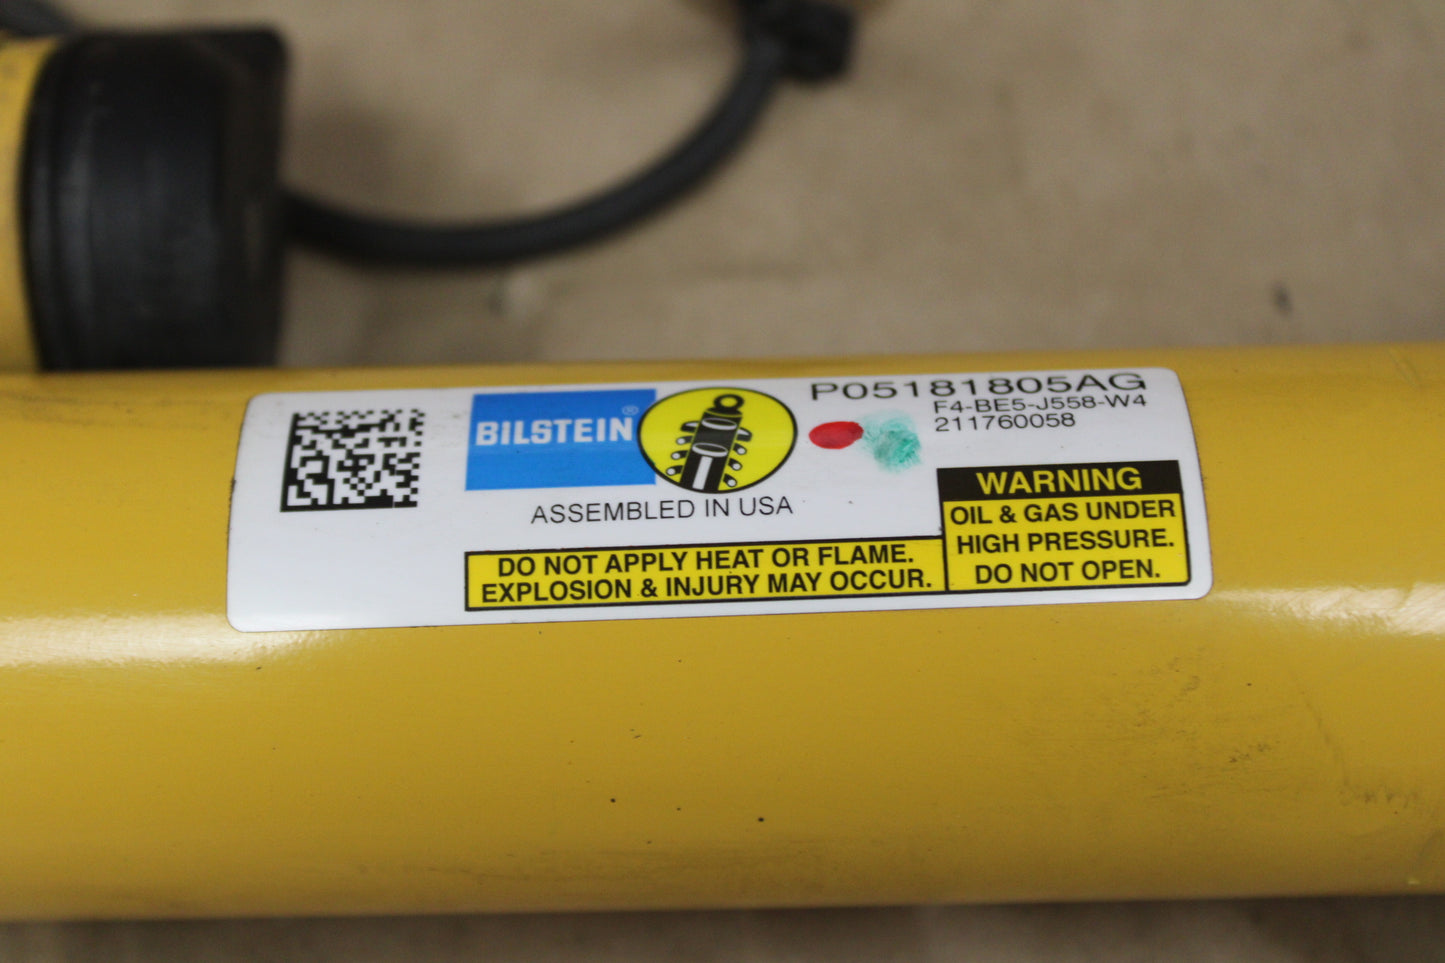 BILSTEIN®
ASSEMBLED IN USA
P05181805AG
F4-BE5-J558-W4
211760058
WARNING
OIL & GAS UNDER
HIGH PRESSURE.
DO NOT OPEN.
DO NOT APPLY HEAT OR FLAME.
EXPLOSION & INJURY MAY OCCUR.